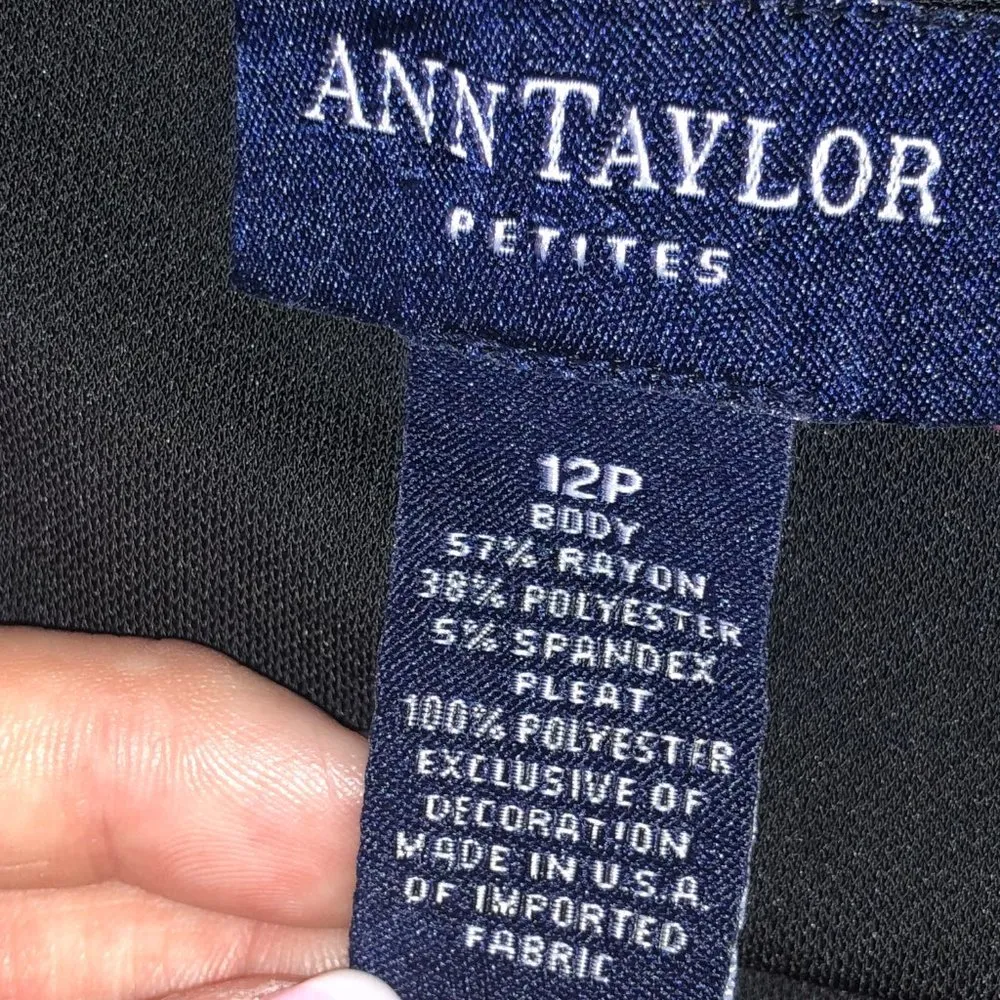 ANNTAYLOR
PETITES
12P
BODY
57% RAYON
38% POLYESTER
5% SPANDEX
PLEAT
100% POLYESTER
EXCLUSIVE OF
DECORATION
MADE IN U.S.A.
OF IMPORTED
FABRIC